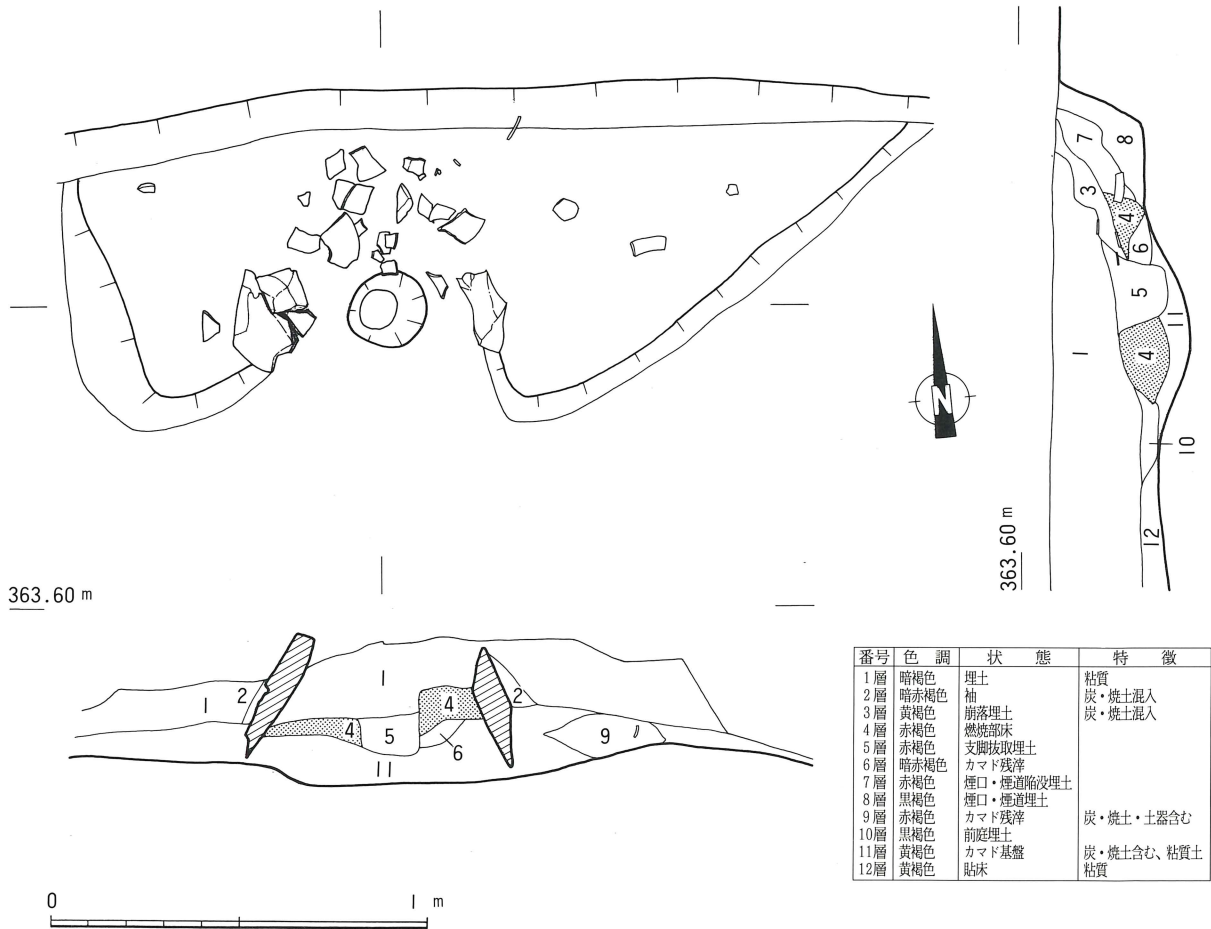 7
8
3
4
6
5
11
1
4
10
12
363.60 m
N
363.60 m
1
2
1
4
5
4
6
2
9
11
番号 色調 状態 特徴
1層 暗褐色 埋土 粘質
2層 暗赤褐色 袖 炭・焼土混入
3層 黄褐色 崩落埋土 炭・焼土混入
4層 赤褐色 燃焼部床
5層 赤褐色 支脚抜取埋土
6層 暗赤褐色 カマド残滓
7層 赤褐色 煙口・煙道陥没埋土
8層 黒褐色 煙口・煙道埋土
9層 赤褐色 カマド残滓 炭・焼土・土器含む
10層 黒褐色 前庭埋土
11層 黄褐色 カマド基盤 炭・焼土含む、粘質土
12層 黄褐色 貼床 粘質
0 1 m